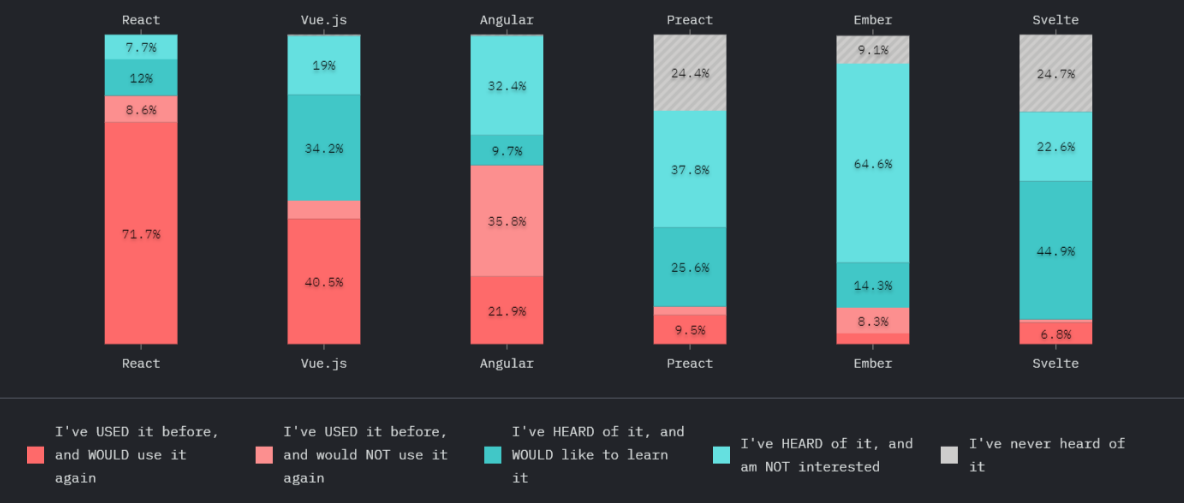 React Vue.js Angular Preact Ember Svelte
7.7% 19% 32.4% 24.4% 9.1% 24.7%
12% 34.2% 9.7% 37.8% 64.6% 22.6%
8.6% 40.5% 35.8% 25.6% 14.3% 44.9%
71.7% 21.9% 9.5% 8.3% 6.8%
React Vue.js Angular Preact Ember Svelte
I've USED it before,
and WOULD use it
again
I've USED it before,
and would NOT use it
again
I've HEARD of it, and
WOULD like to learn
it
I've HEARD of it, and
am NOT interested
I've never heard of
it